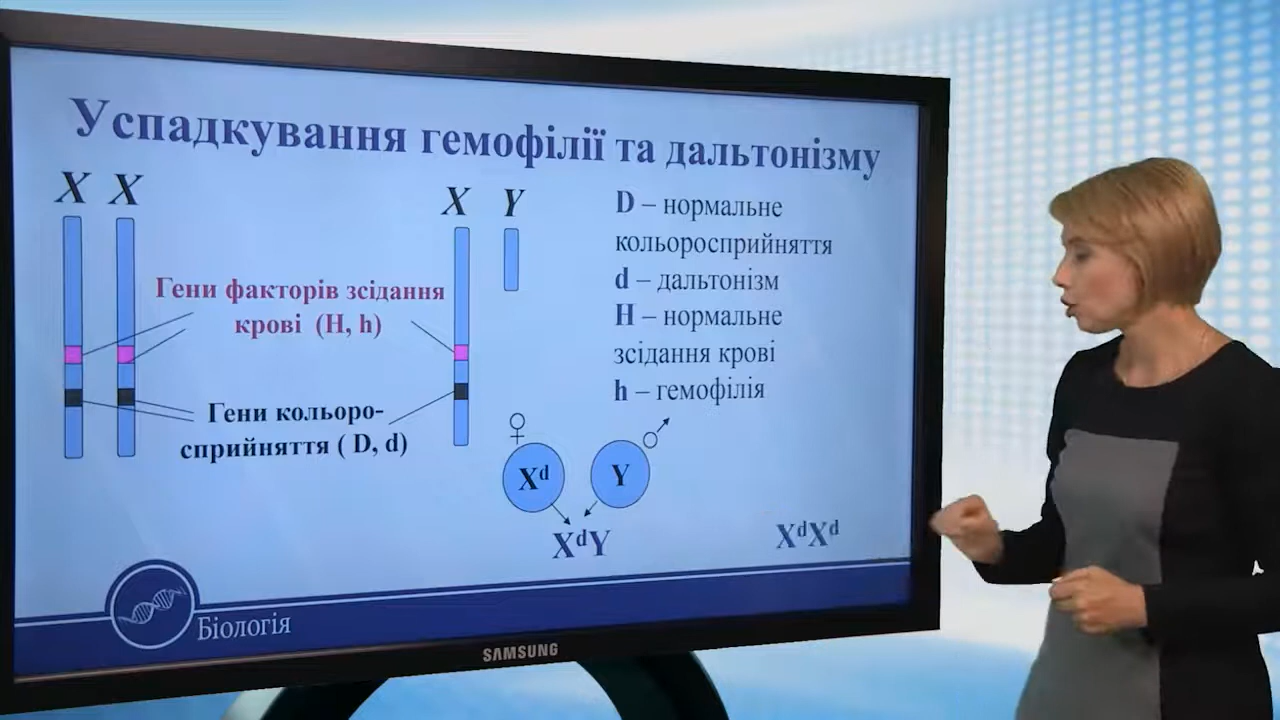 Успадкування гемофілії та дальтонізму
X X
X Y
Гени факторів зсідання
крові (H, h)
Гени кольоро-
сприйняття ( D, d)
D – нормальне
кольоросприйняття
d – дальтонізм
H – нормальне
зсідання крові
h – гемофілія
♀
♂
Xᵈ
Y
XᵈY
XᵈXᵈ
Біологія
SAMSUNG